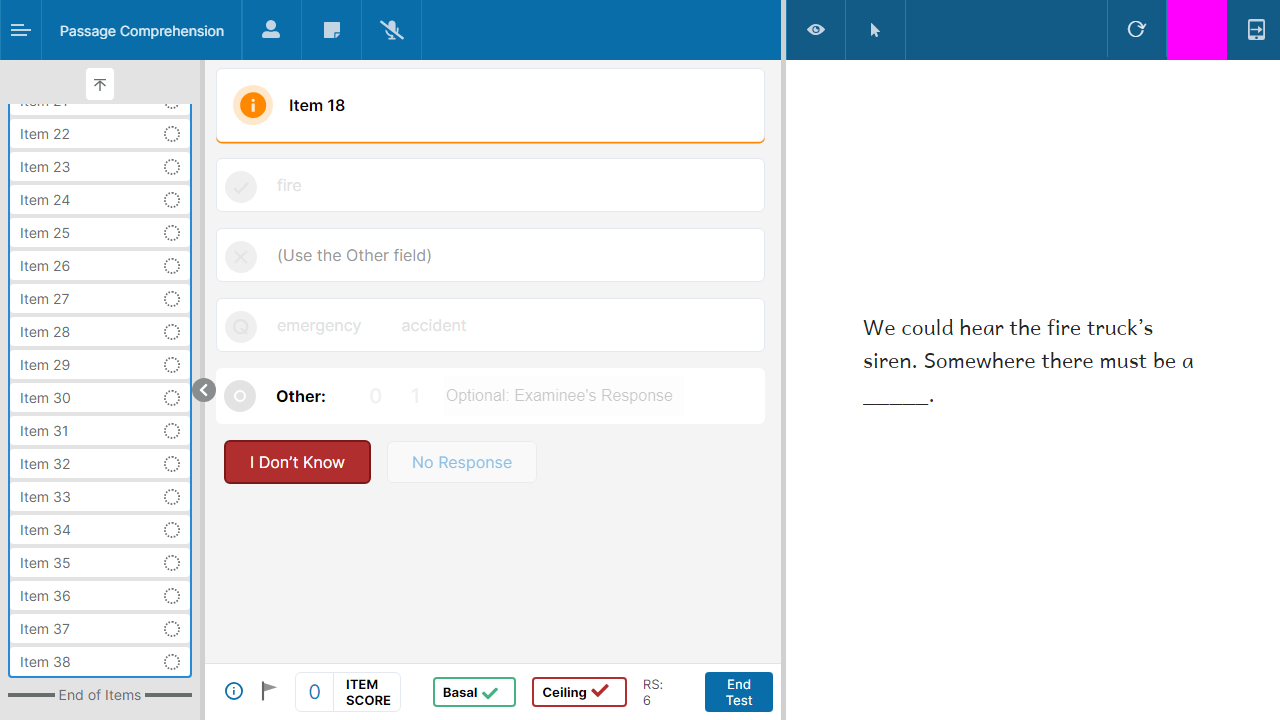 Passage Comprehension
Item 22
Item 23
Item 24
Item 25
Item 26
Item 27
Item 28
Item 29
Item 30
Item 31
Item 32
Item 33
Item 34
Item 35
Item 36
Item 37
Item 38
End of Items
Item 18
fire
(Use the Other field)
emergency accident
Other: 0 1 Optional: Examinee's Response
I Don't Know No Response
0 ITEM SCORE
Basal
Ceiling
RS: 6
End Test
We could hear the fire truck's
siren. Somewhere there must be a
_____.